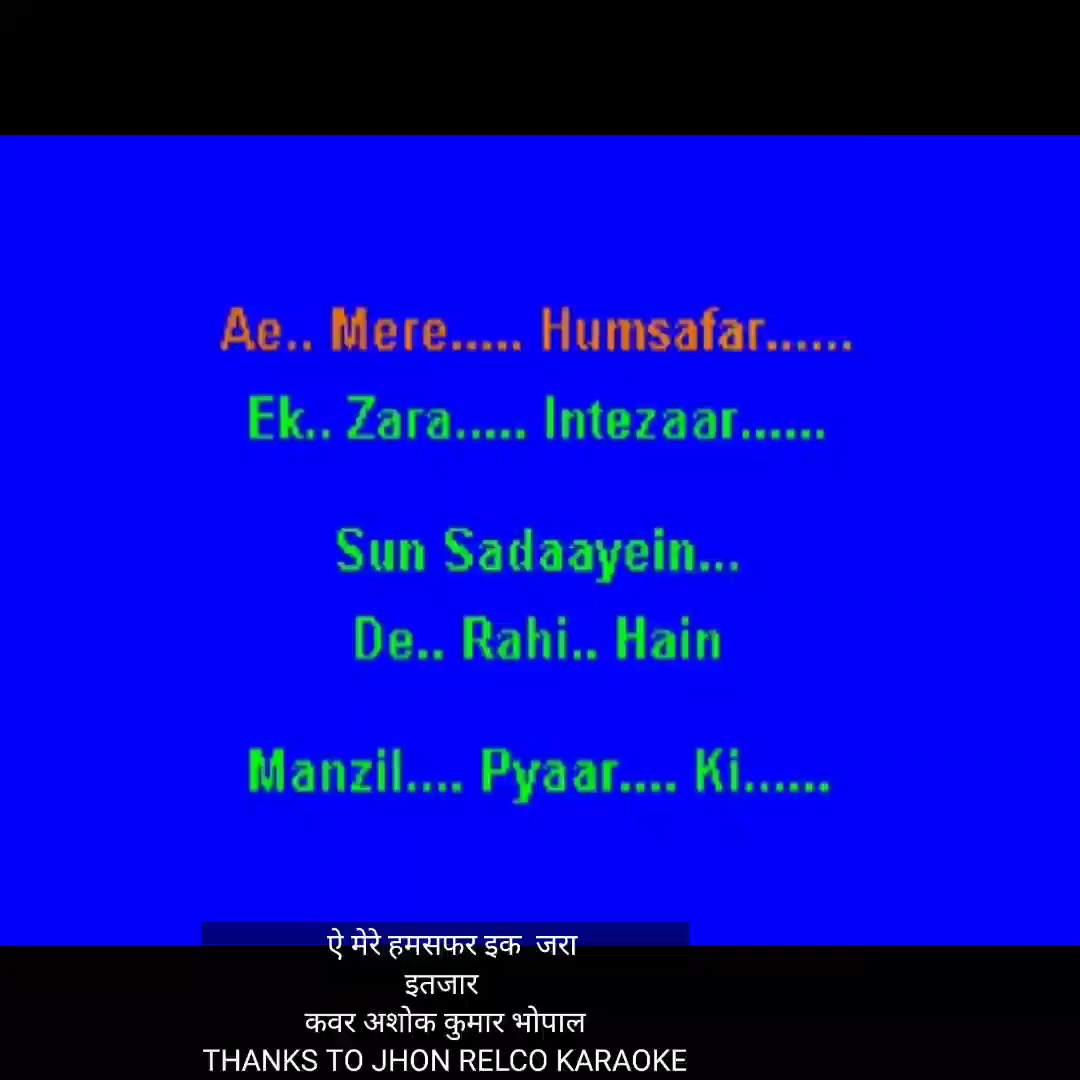 Ae.. Mere..... Humsafar......
Ek.. Zara..... Intezaar......
Sun Sadaayein...
De.. Rahi.. Hain
Manzil.... Pyaar.... Ki......
ऐ मेरे हमसफर इक  जरा
इतजार
कवर अशोक कुमार भोपाल
THANKS TO JHON RELCO KARAOKE